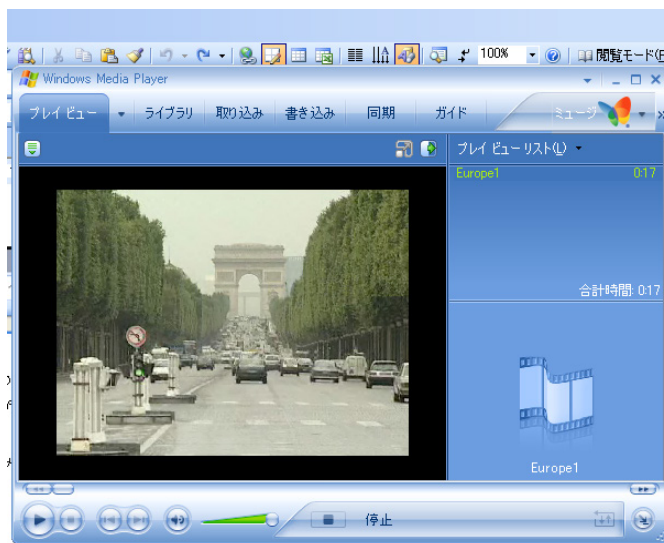 100%
閲覧モード(R
Windows Media Player
プレイ ビュー
ライブラリ
取り込み
書き込み
同期
ガイド
ミュージ
プレイ ビュー リスト(L)
Europe1 0:17
合計時間: 0:17
Europe1
停止